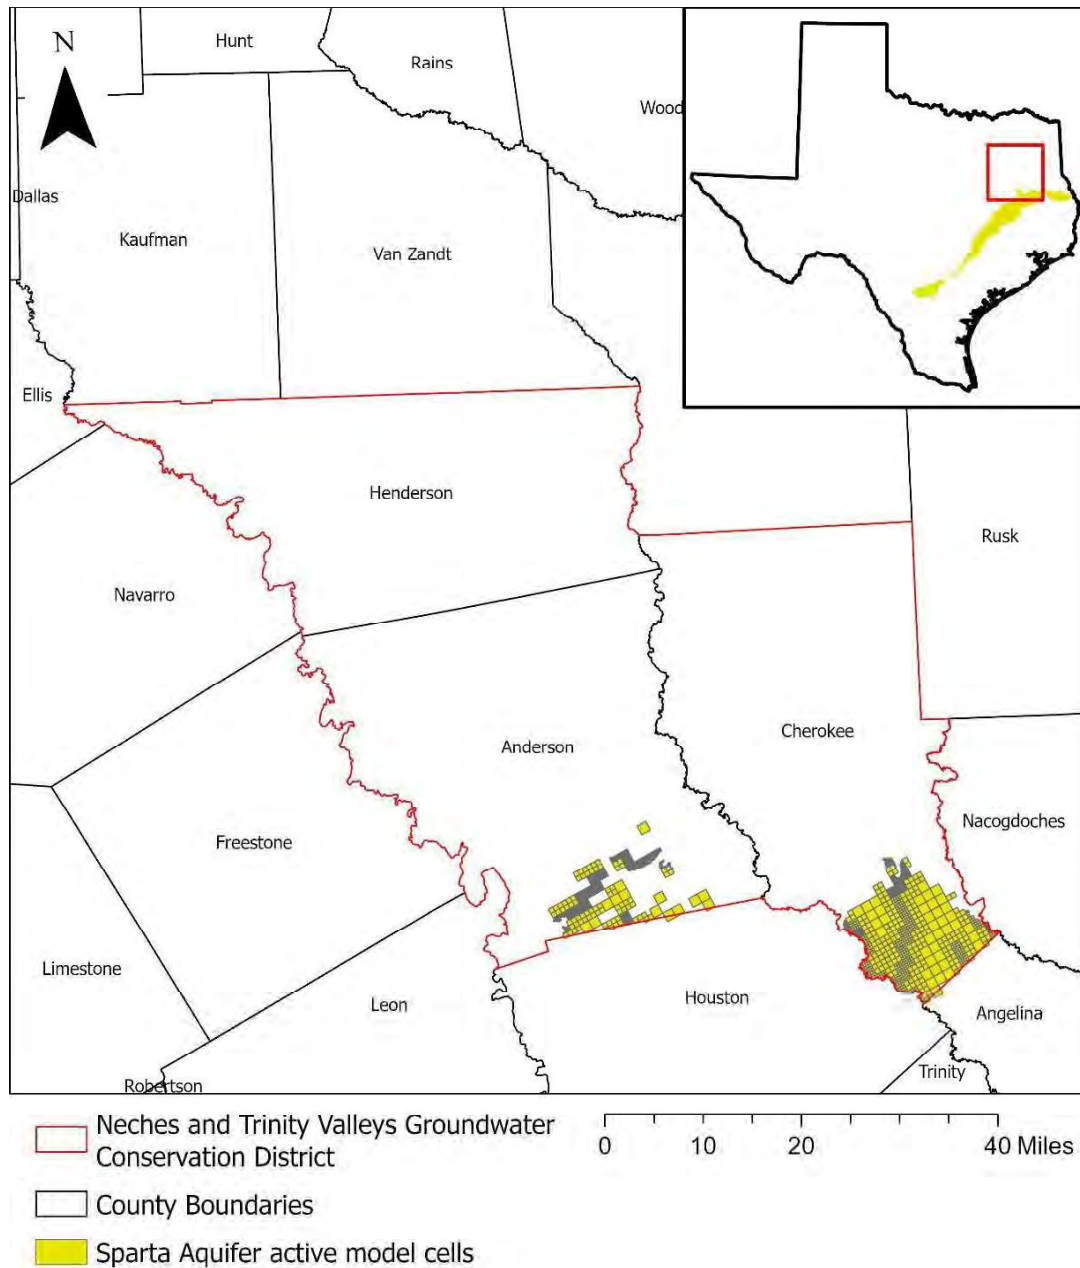 N
Hunt
Rains
Wood
Dallas
Kaufman
Van Zandt
Ellis
Henderson
Rusk
Navarro
Anderson
Cherokee
Freestone
Nacogdoches
Limestone
Leon
Houston
Angelina
Trinity
Robertson
Neches and Trinity Valleys Groundwater
Conservation District
0 10 20 40 Miles
County Boundaries
Sparta Aquifer active model cells